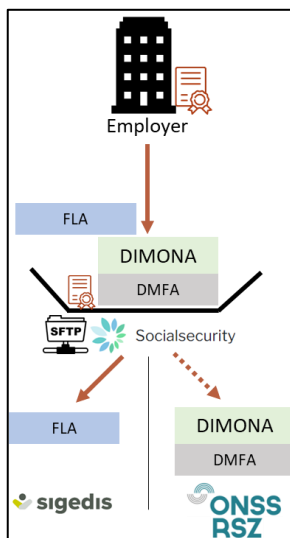 Employer
FLA
DIMONA
DMFA
SFTP
Socialsecurity
FLA
DIMONA
DMFA
sigedis
ONSS
RSZ